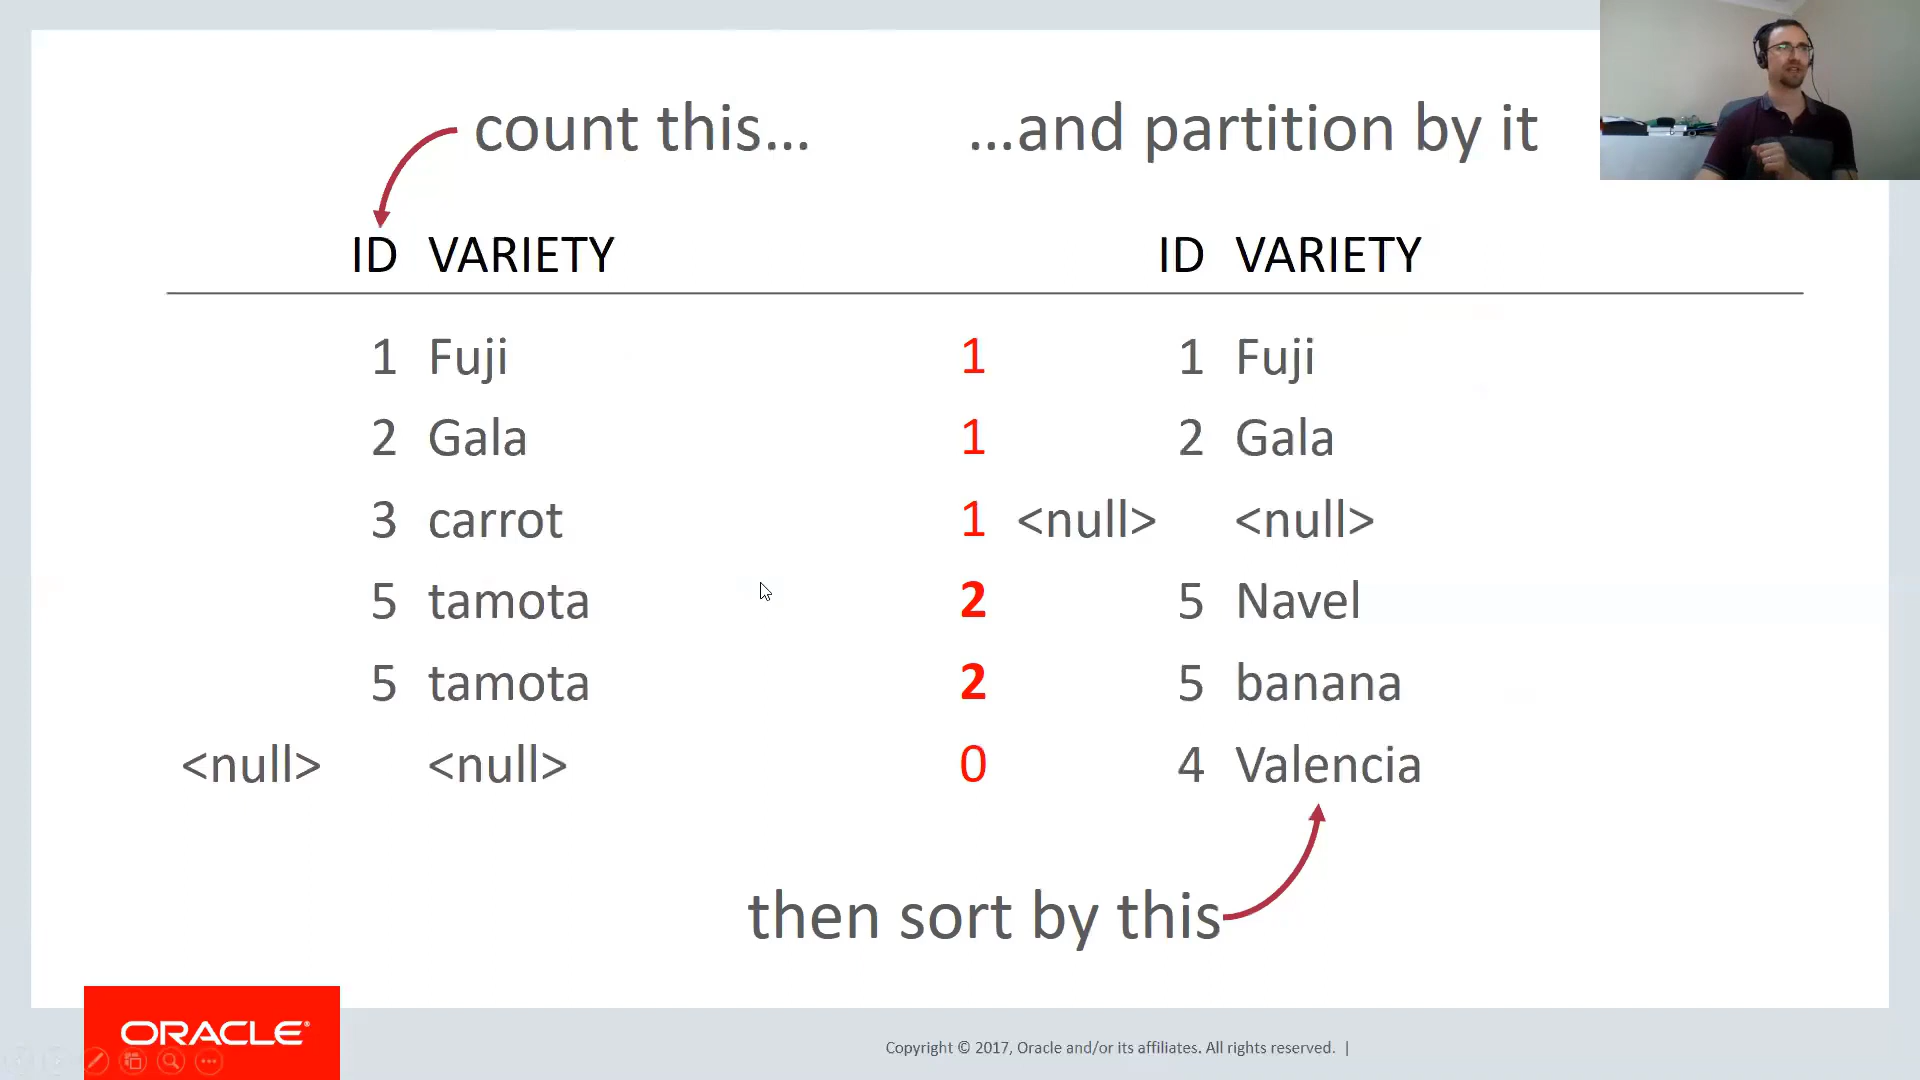 count this... ...and partition by it
ID VARIETY ID VARIETY
1 Fuji 1 1 Fuji
2 Gala 1 2 Gala
3 carrot 1 <null> <null>
5 tamota 2 5 Navel
5 tamota 2 5 banana
<null> <null> 0 4 Valencia
then sort by this
ORACLE®
Copyright © 2017, Oracle and/or its affiliates. All rights reserved. |